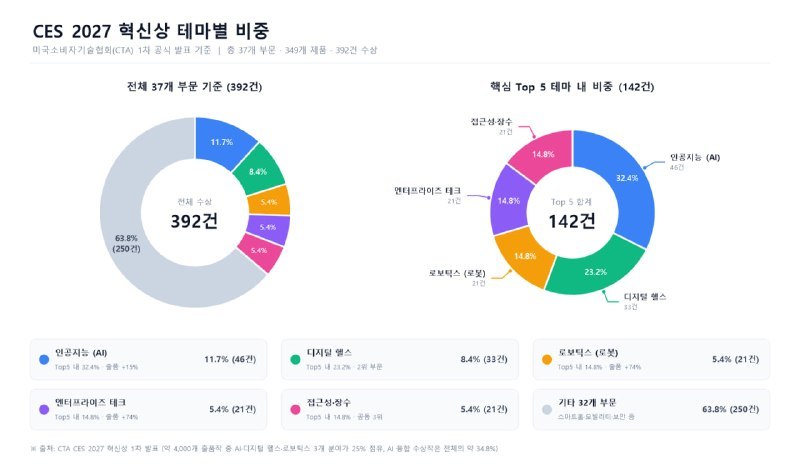 CES 2027 혁신상 테마별 비중
미국소비자기술협회(CTA) 1차 공식 발표 기준 | 총 37개 부문 · 349개 제품 · 392건 수상
전체 37개 부문 기준 (392건)
11.7%
8.4%
5.4%
5.4%
5.4%
63.8%
(250건)
전체 수상
392건
핵심 Top 5 테마 내 비중 (142건)
접근성·장수
21건
14.8%
인공지능 (AI)
46건
32.4%
엔터프라이즈 테크
21건
14.8%
Top 5 합계
142건
로보틱스 (로봇)
21건
14.8%
23.2%
디지털 헬스
33건
인공지능 (AI)
Top5 내 32.4% · 출품 +15%
11.7% (46건)
디지털 헬스
Top5 내 23.2% · 2위 부문
8.4% (33건)
로보틱스 (로봇)
Top5 내 14.8% · 출품 +74%
5.4% (21건)
엔터프라이즈 테크
Top5 내 14.8% · 출품 +74%
5.4% (21건)
접근성·장수
Top5 내 14.8% · 공동 3위
5.4% (21건)
기타 32개 부문
스마트홈·모빌리티·보안 등
63.8% (250건)
※ 출처: CTA CES 2027 혁신상 1차 발표 (약 4,000개 출품작 중 AI·디지털 헬스·로보틱스 3개 분야가 25% 점유, AI 융합 수상작은 전체의 약 34.8%)